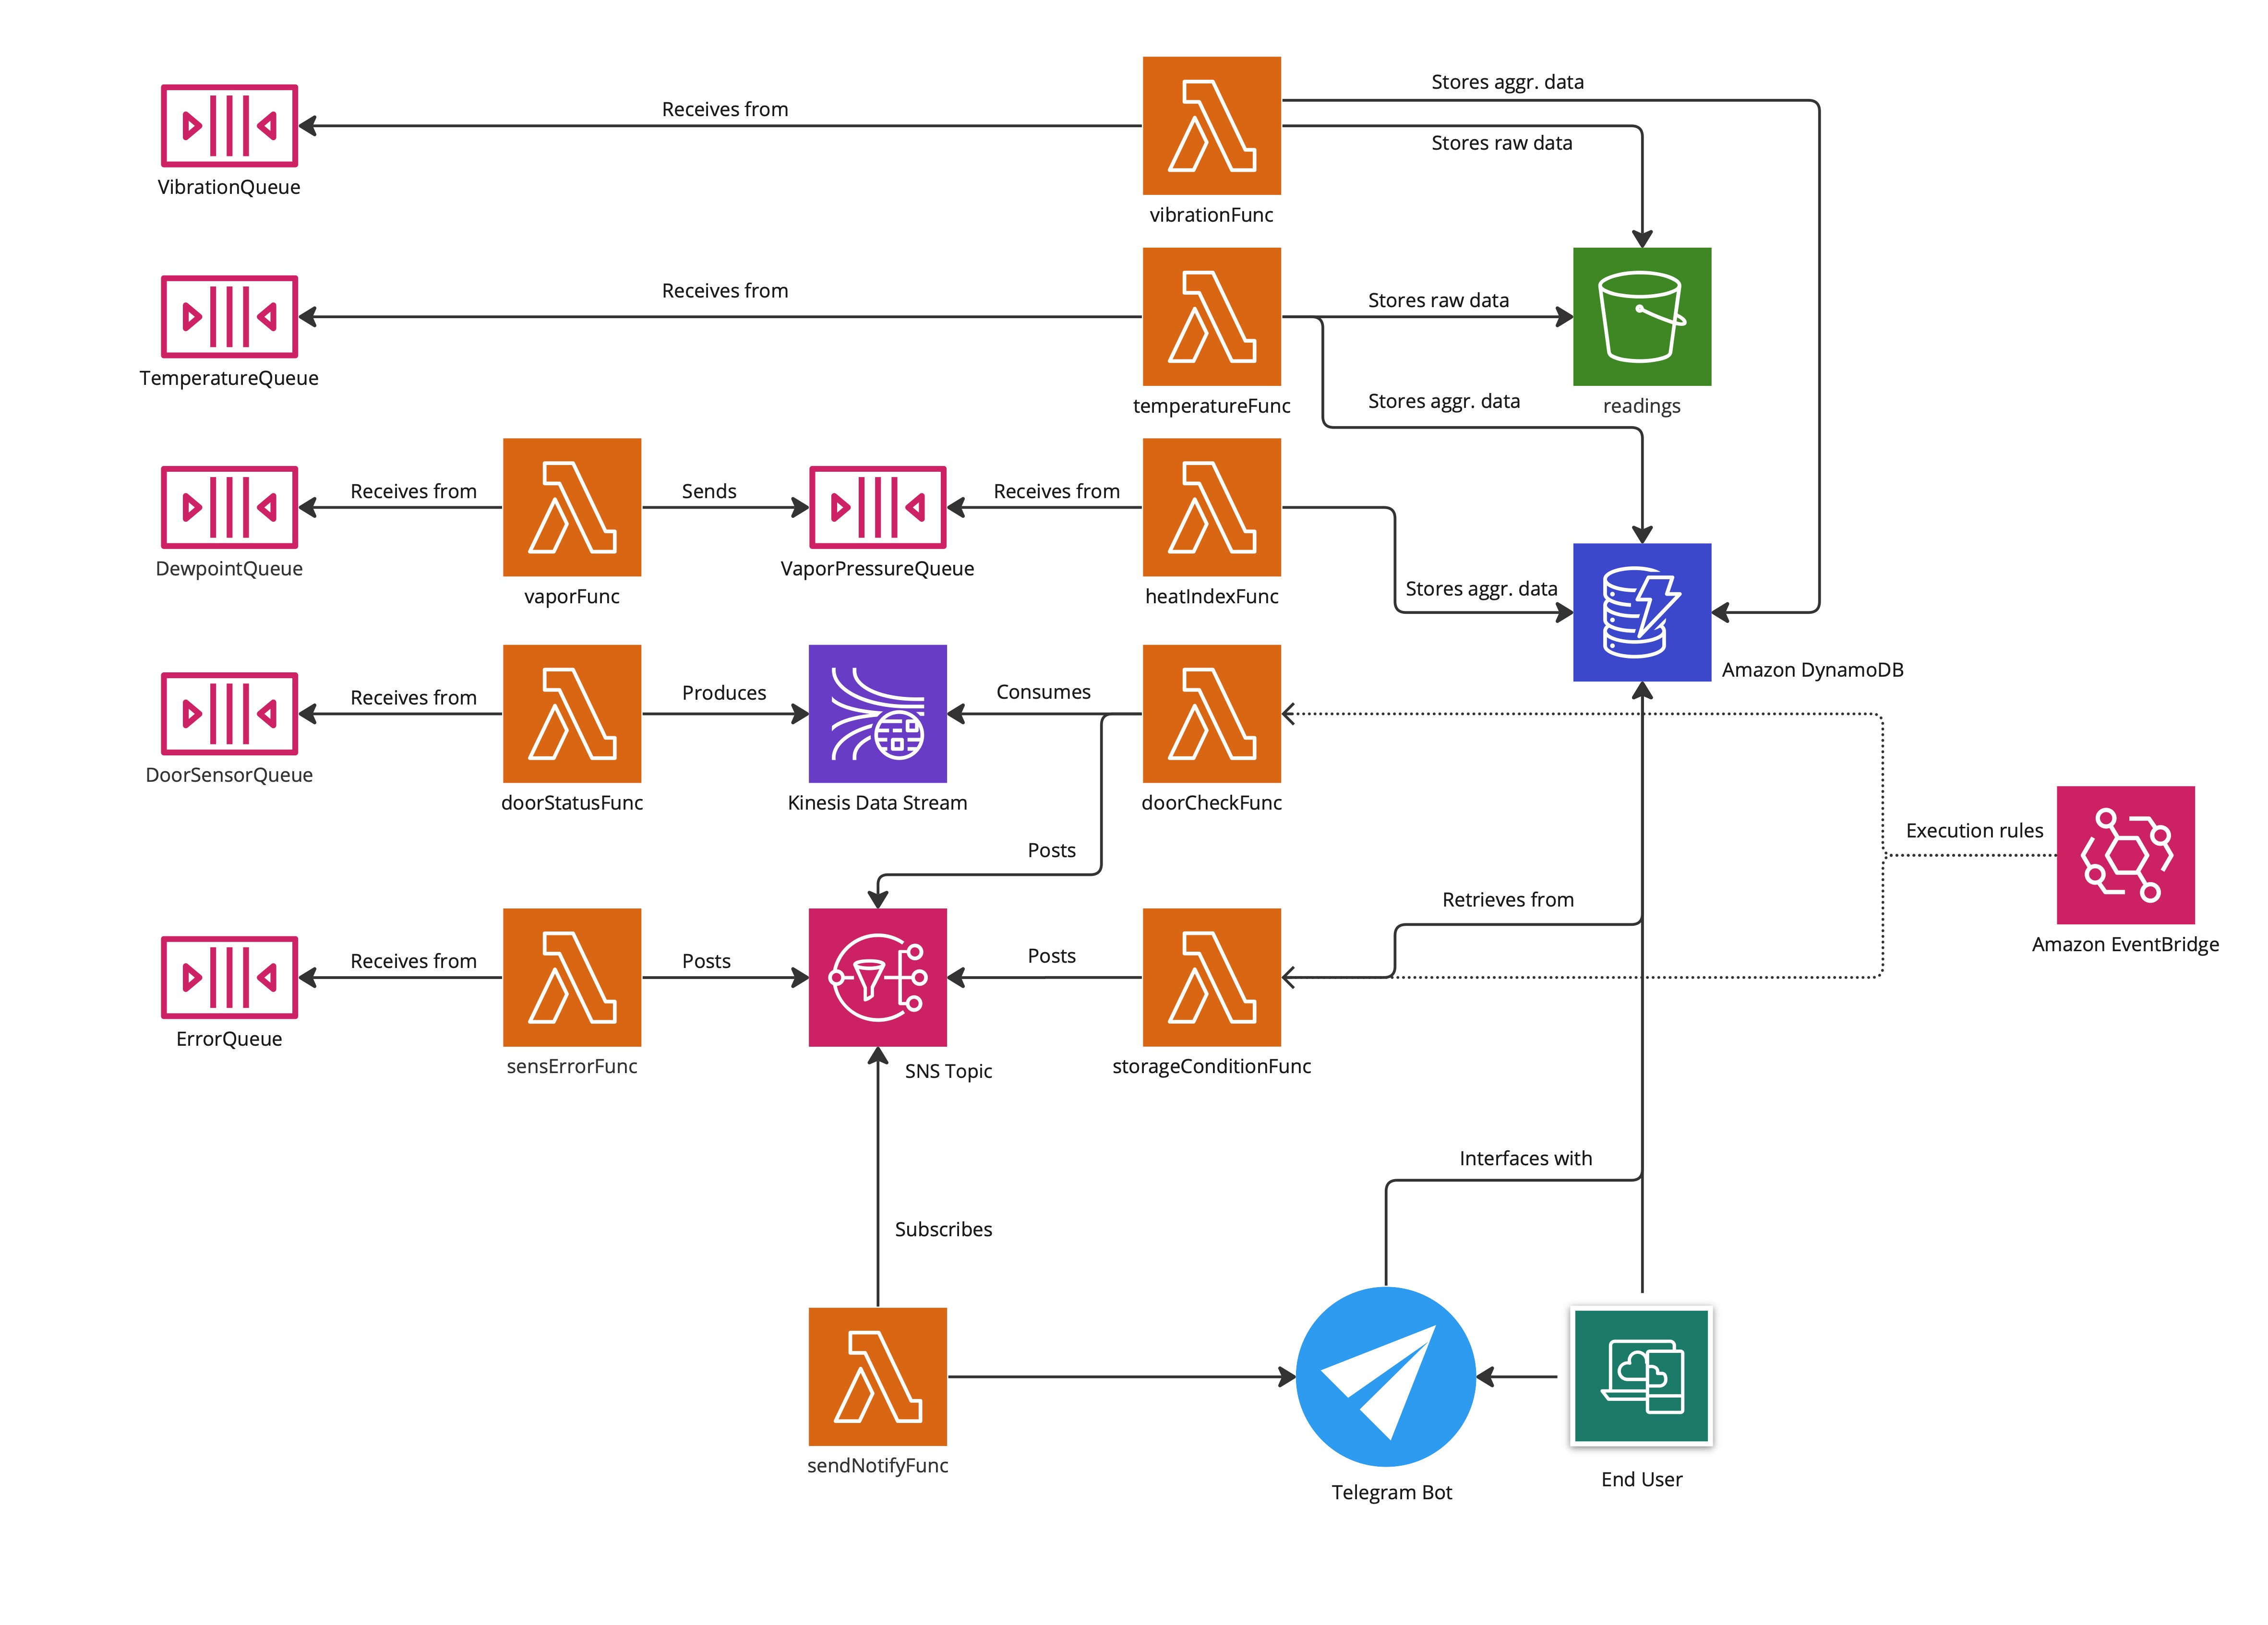 Stores aggr. data
Receives from
Stores raw data
VibrationQueue
vibrationFunc
Receives from
Stores raw data
TemperatureQueue
temperatureFunc
Stores aggr. data
readings
Receives from
Sends
Receives from
DewpointQueue
vaporFunc
VaporPressureQueue
heatIndexFunc
Stores aggr. data
Amazon DynamoDB
Receives from
Produces
Consumes
DoorSensorQueue
doorStatusFunc
Kinesis Data Stream
doorCheckFunc
Execution rules
Posts
Retrieves from
Amazon EventBridge
Receives from
Posts
Posts
ErrorQueue
sensErrorFunc
SNS Topic
storageConditionFunc
Interfaces with
Subscribes
sendNotifyFunc
Telegram Bot
End User